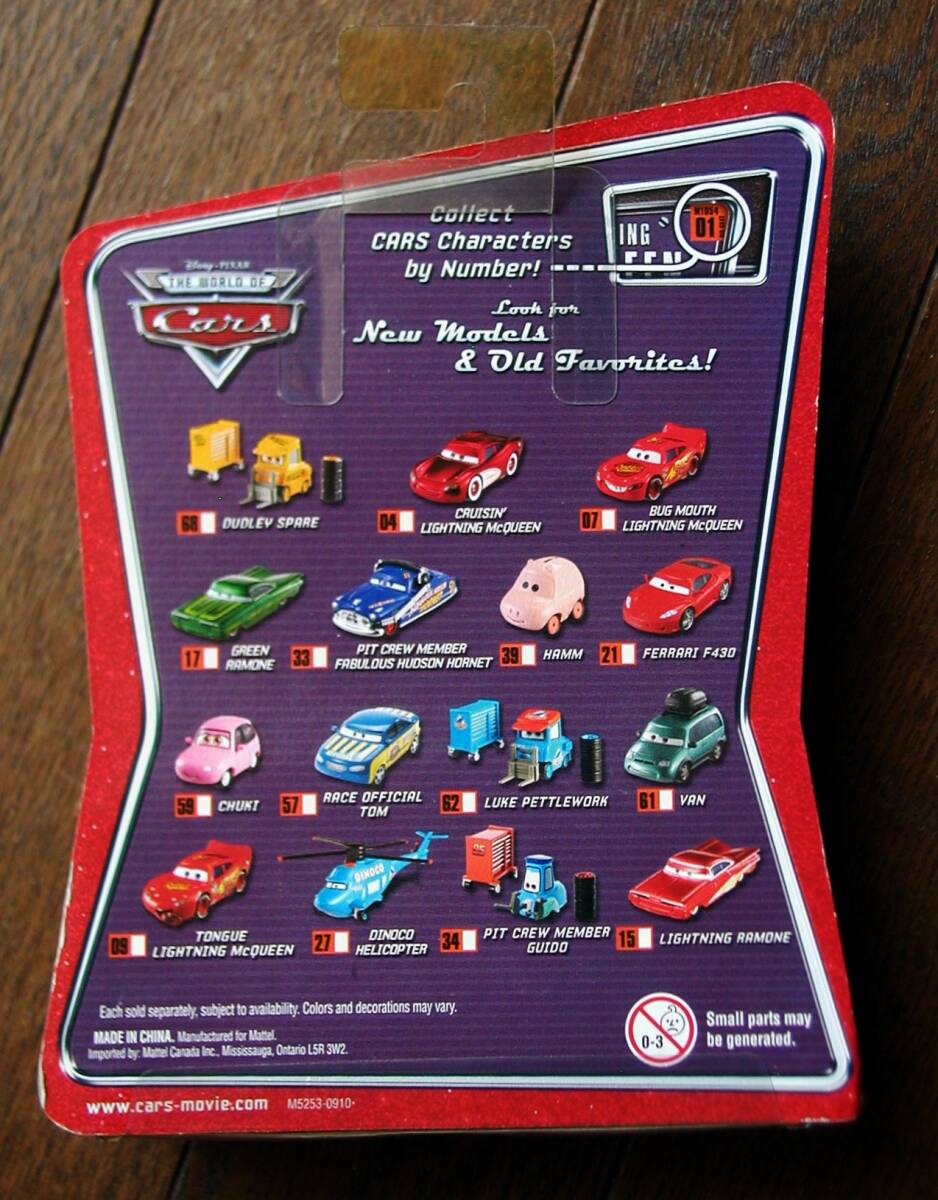 Collect
CARS Characters
by Number!
M1054
01
ING
EEN
Disney · PIXAR
THE WORLD OF
Cars
Look for
New Models
& Old Favorites!
68 DUDLEY SPARE
04 CRUISIN'
LIGHTNING McQUEEN
07 BUG MOUTH
LIGHTNING McQUEEN
17 GREEN
RAMONE
33 PIT CREW MEMBER
FABULOUS HUDSON HORNET
39 HAMM
21 FERRARI F430
59 CHUKI
57 RACE OFFICIAL
TOM
62 LUKE PETTLEWORK
61 VAN
95
DINOCO
09 TONGUE
LIGHTNING McQUEEN
27 DINOCO
HELICOPTER
34 PIT CREW MEMBER
GUIDO
15 LIGHTNING RAMONE
Each sold separately, subject to availability. Colors and decorations may vary.
MADE IN CHINA. Manufactured for Mattel.
Imported by: Mattel Canada Inc., Mississauga, Ontario L5R 3W2.
0-3
Small parts may
be generated.
www.cars-movie.com M5253-0910